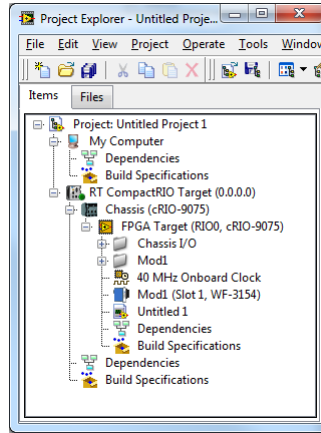 Project Explorer - Untitled Proje...
File Edit View Project Operate Tools Window
Items Files
Project: Untitled Project 1
My Computer
Dependencies
Build Specifications
RT CompactRIO Target (0.0.0.0)
Chassis (cRIO-9075)
FPGA Target (RIO0, cRIO-9075)
Chassis I/O
Mod1
40 MHz Onboard Clock
Mod1 (Slot 1, WF-3154)
Untitled 1
Dependencies
Build Specifications
Dependencies
Build Specifications